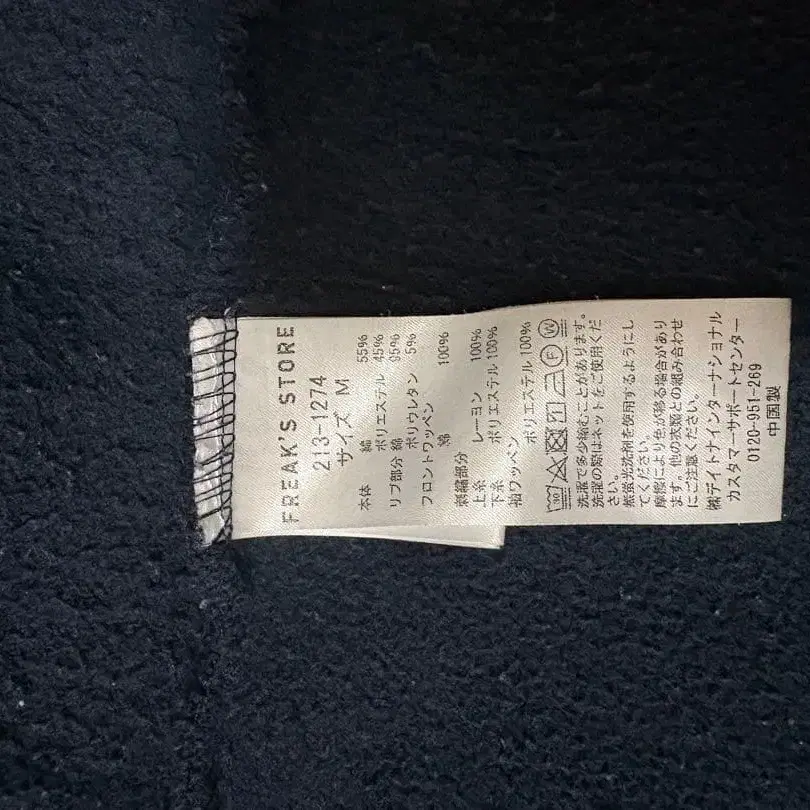 FREAK'S STORE
213-1274
サイズ M
本体 綿 55%
ポリエステル 45%
リブ部分 綿 95%
ポリウレタン 5%
フロントワッペン
綿 100%
刺繍部分
上糸 レーヨン 100%
下糸 ポリエステル 100%
袖ワッペン
ポリエステル 100%
洗濯で多少縮むことがあります。
洗濯の際はネットをご使用くだ
さい。
無蛍光洗剤を使用するようにし
てください。
摩擦により色が移る場合があり
ます。他の衣類との組み合わせ
にご注意ください。
㈱デイトナインターナショナル
カスタマーサポートセンター
0120-951-269
中国製